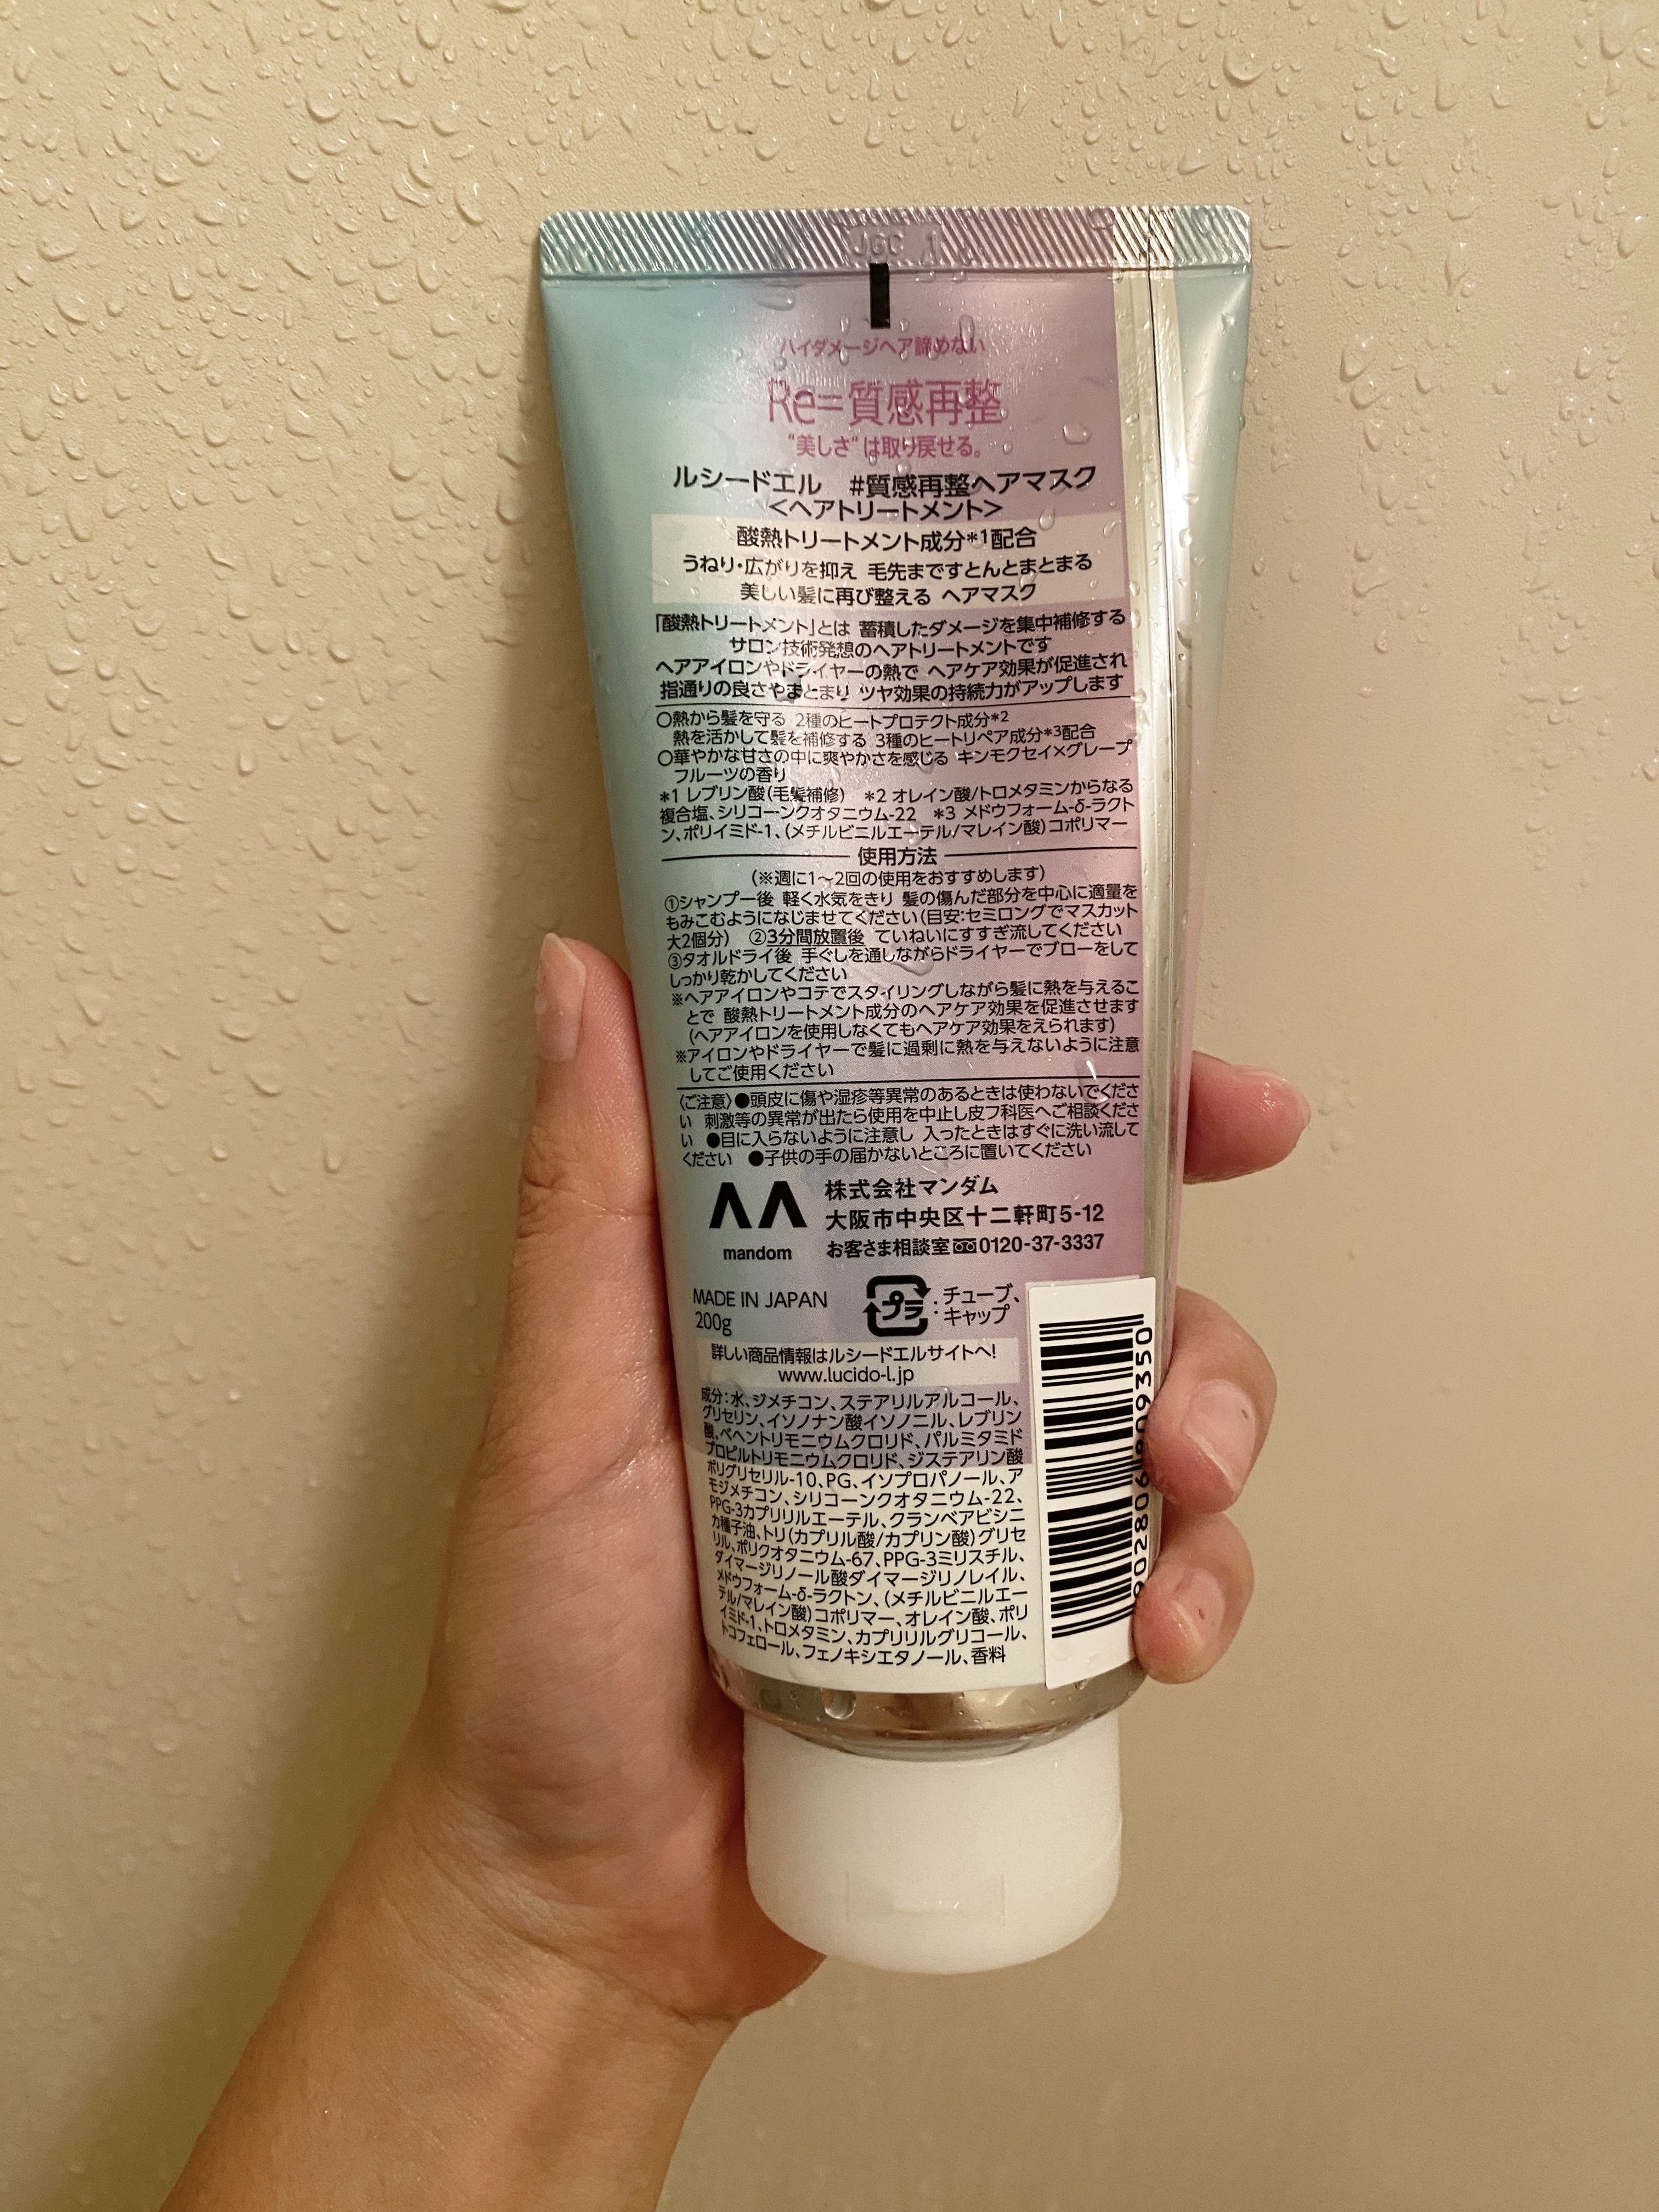 JGC 1
ハイダメージヘア諦めない
Re=質感再整
“美しさ”は取り戻せる。
ルシードエル #質感再整ヘアマスク
<ヘアトリートメント>
酸熱トリートメント成分*1配合
うねり・広がりを抑え 毛先まですとんとまとまる
美しい髪に再び整える ヘアマスク
「酸熱トリートメント」とは 蓄積したダメージを集中補修する
サロン技術発想のヘアトリートメントです
ヘアアイロンやドライヤーの熱で ヘアケア効果が促進され
指通りの良さやまとまり ツヤ効果の持続力がアップします
○熱から髪を守る 2種のヒートプロテクト成分*2
熱を活かして髪を補修する 3種のヒートリペア成分*3配合
○華やかな甘さの中に爽やかさを感じる キンモクセイ×グレープ
フルーツの香り
*1 レブリン酸(毛髪補修) *2 オレイン酸/トロメタミンからなる
複合塩、シリコーンクオタニウム-22 *3 メドウフォーム-δ-ラクト
ン、ポリイミド-1、(メチルビニルエーテル/マレイン酸)コポリマー
使用方法
(※週に1～2回の使用をおすすめします)
①シャンプー後 軽く水気をきり 髪の傷んだ部分を中心に適量を
もみこむようになじませてください(目安:セミロングでマスカット
大2個分) ②3分間放置後 ていねいにすすぎ流してください
③タオルドライ後 手ぐしを通しながらドライヤーでブローをして
しっかり乾かしてください
※ヘアアイロンやコテでスタイリングしながら髪に熱を与えるこ
とで 酸熱トリートメント成分のヘアケア効果を促進させます
(ヘアアイロンを使用しなくてもヘアケア効果をえられます)
※アイロンやドライヤーで髪に過剰に熱を与えないように注意
してご使用ください
〈ご注意〉●頭皮に傷や湿疹等異常のあるときは使わないでくださ
い 刺激等の異常が出たら使用を中止し皮フ科医へご相談くださ
い ●目に入らないように注意し 入ったときはすぐに洗い流して
ください ●子供の手の届かないところに置いてください
株式会社マンダム
大阪市中央区十二軒町5-12
mandom お客さま相談室0120-37-3337
MADE IN JAPAN
200g
プラ:チューブ、
キャップ
詳しい商品情報はルシードエルサイトへ!
www.lucido-l.jp
成分:水、ジメチコン、ステアリルアルコール、
グリセリン、イソノナン酸イソノニル、レブリン
酸、ベヘントリモニウムクロリド、パルミタミド
プロピルトリモニウムクロリド、ジステアリン酸
ポリグリセリル-10、PG、イソプロパノール、ア
モジメチコン、シリコーンクオタニウム-22、
PPG-3カプリリルエーテル、クランベアビシニ
カ種子油、トリ(カプリル酸/カプリン酸)グリセ
リル、ポリクオタニウム-67、PPG-3ミリスチル、
ダイマージリノール酸ダイマージリノレイル、
メドウフォーム-δ-ラクトン、(メチルビニルエー
テル/マレイン酸)コポリマー、オレイン酸、ポリ
イミド-1、トロメタミン、カプリリルグリコール、
トコフェロール、フェノキシエタノール、香料